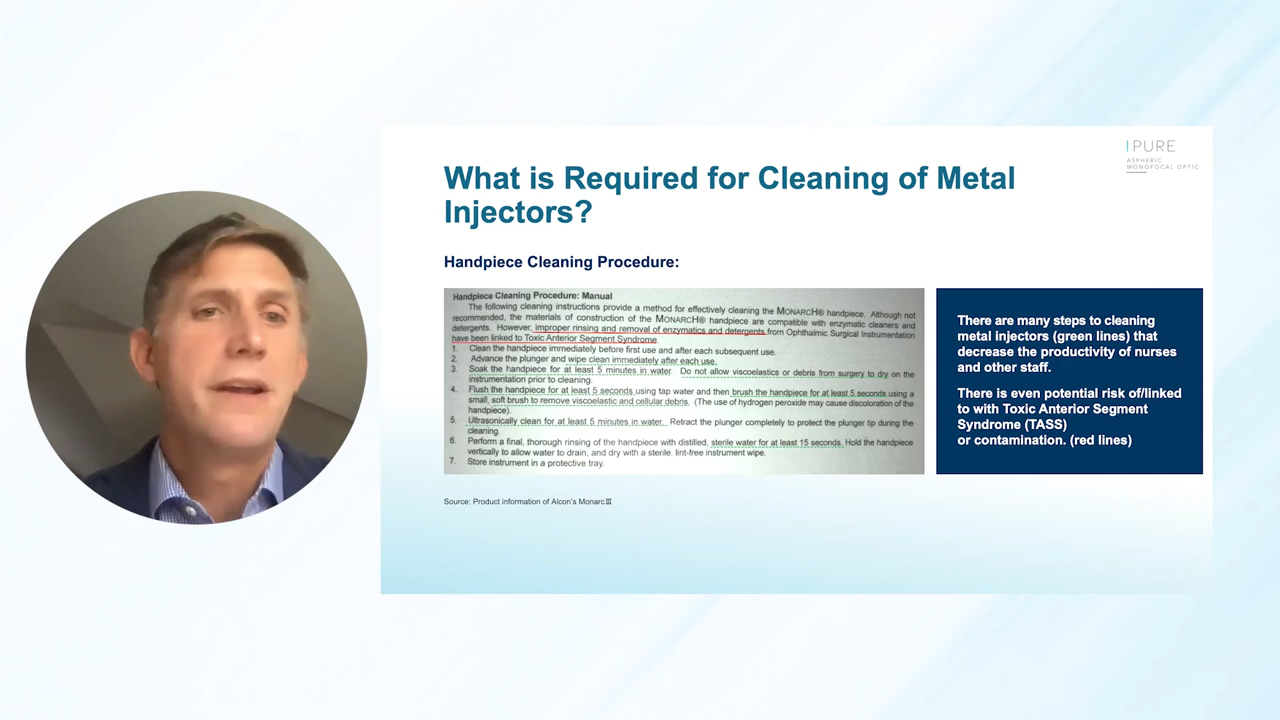 IPURE
ASPHERIC
MONOFOCAL OPTIC
What is Required for Cleaning of Metal
Injectors?
Handpiece Cleaning Procedure:
Handpiece Cleaning Procedure: Manual
The following cleaning instructions provide a method for effectively cleaning the MONARCH® handpiece. Although not
recommended, the materials of construction of the MONARCH® handpiece are compatible with enzymatic cleaners and
detergents. However, improper rinsing and removal of enzymatics and detergents from Ophthalmic Surgical Instrumentation
have been linked to Toxic Anterior Segment Syndrome.
1. Clean the handpiece immediately before first use and after each subsequent use.
2. Advance the plunger and wipe clean immediately after each use.
3. Soak the handpiece for at least 5 minutes in water. Do not allow viscoelastics or debris from surgery to dry on the
instrumentation prior to cleaning.
4. Flush the handpiece for at least 5 seconds using tap water and then brush the handpiece for at least 5 seconds using a
small, soft brush to remove viscoelastic and cellular debris. (The use of hydrogen peroxide may cause discoloration of the
handpiece).
5. Ultrasonically clean for at least 5 minutes in water. Retract the plunger completely to protect the plunger tip during the
cleaning.
6. Perform a final, thorough rinsing of the handpiece with distilled, sterile water for at least 15 seconds. Hold the handpiece
vertically to allow water to drain, and dry with a sterile, lint-free instrument wipe.
7. Store instrument in a protective tray.
There are many steps to cleaning
metal injectors (green lines) that
decrease the productivity of nurses
and other staff.
There is even potential risk of/linked
to with Toxic Anterior Segment
Syndrome (TASS)
or contamination. (red lines)
Source: Product information of Alcon's MonarcⅢ